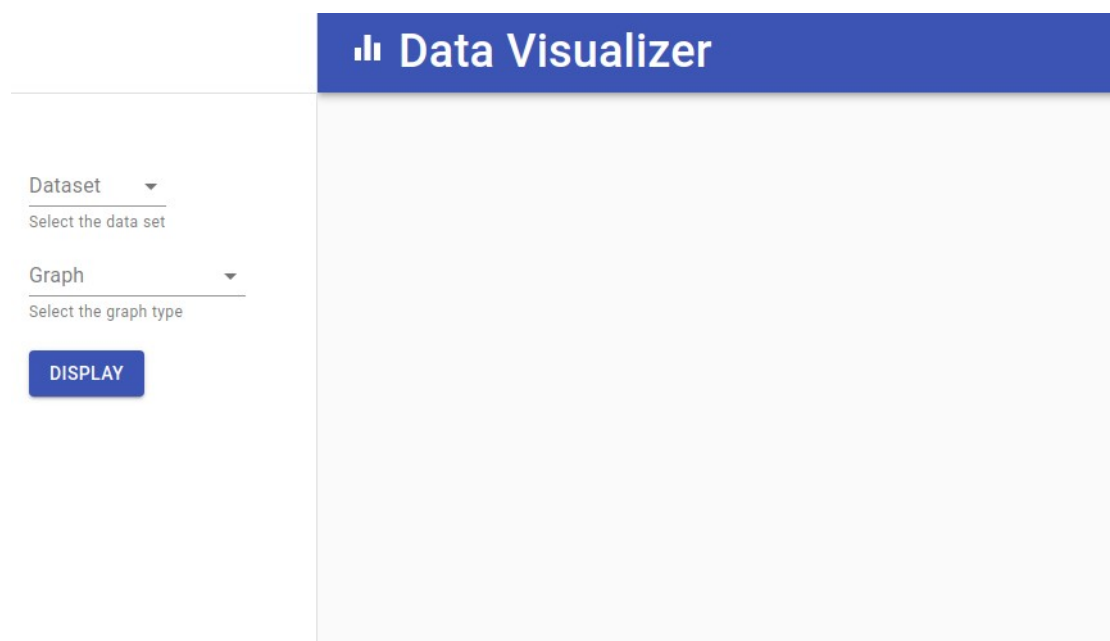 Data Visualizer
Dataset
Select the data set
Graph
Select the graph type
DISPLAY